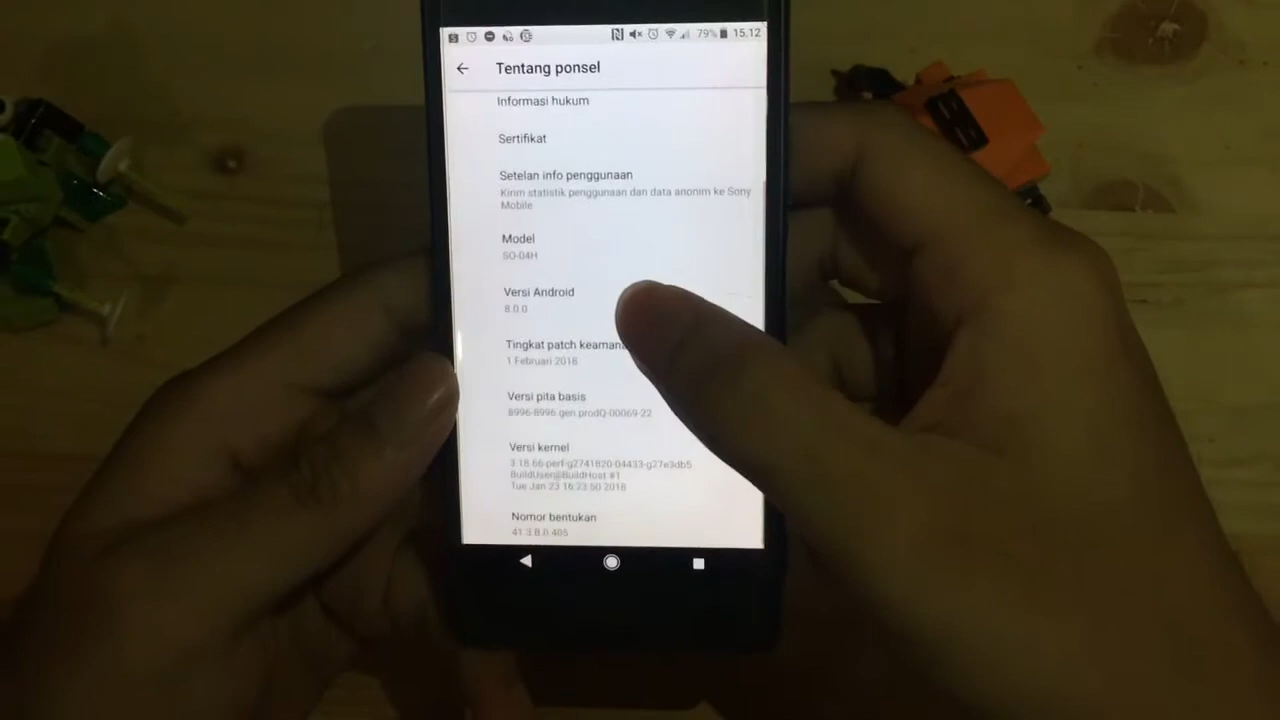 79% 15.12
Tentang ponsel
Informasi hukum
Sertifikat
Setelan info penggunaan
Kirim statistik penggunaan dan data anonim ke Sony
Mobile
Model
SO-04H
Versi Android
8.0.0
Tingkat patch keamana
1 Februari 2018
Versi pita basis
8996-8996.gen.prodQ-00069-22
Versi kernel
3.18.66-perf-g2741820-04433-g27e3db5
BuildUser@BuildHost #1
Tue Jan 23 16:23:50 2018
Nomor bentukan
41.3.B.0.405